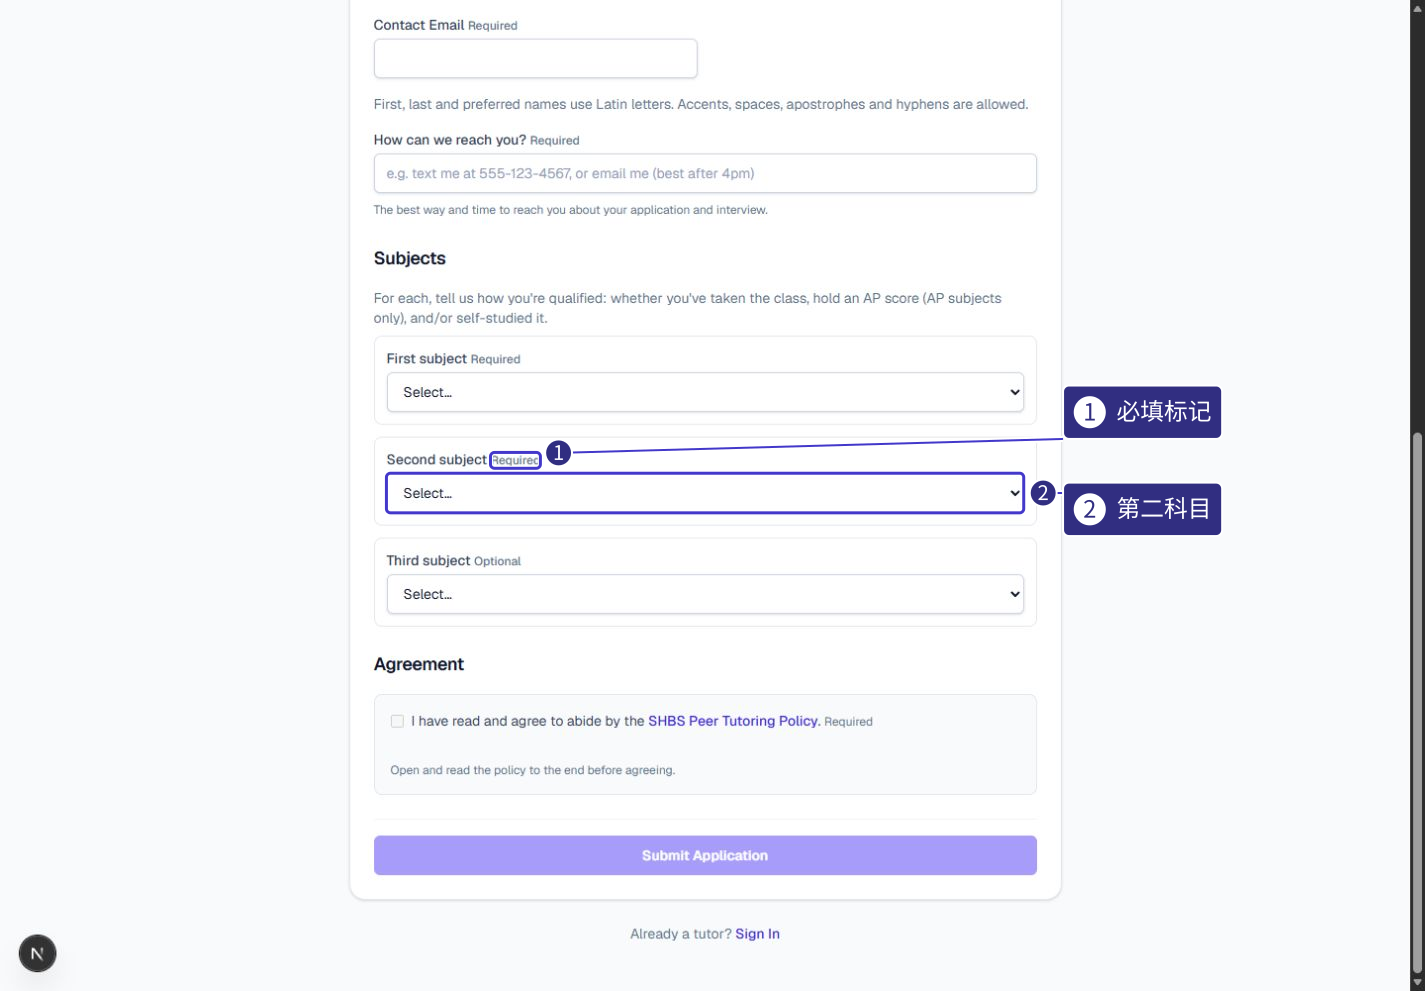 Contact Email Required
First, last and preferred names use Latin letters. Accents, spaces, apostrophes and hyphens are allowed.
How can we reach you? Required
e.g. text me at 555-123-4567, or email me (best after 4pm)
The best way and time to reach you about your application and interview.
Subjects
For each, tell us how you're qualified: whether you've taken the class, hold an AP score (AP subjects
only), and/or self-studied it.
First subject Required
Select...
1 必填标记
Second subject Required 1
Select...
2
2 第二科目
Third subject Optional
Select...
Agreement
I have read and agree to abide by the SHBS Peer Tutoring Policy. Required
Open and read the policy to the end before agreeing.
Submit Application
Already a tutor? Sign In
N